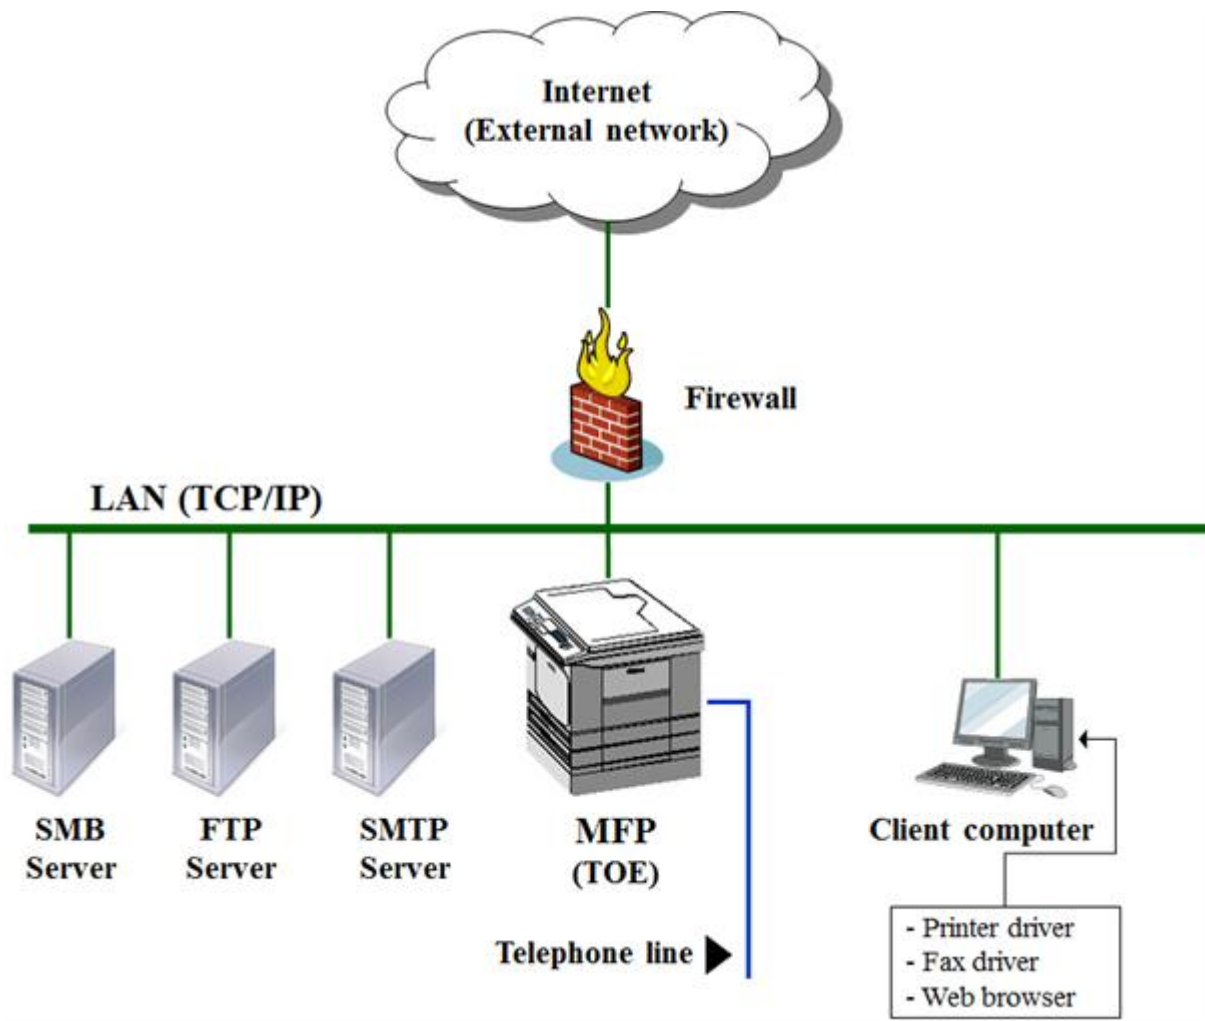 Internet
(External network)
Firewall
LAN (TCP/IP)
SMB
Server
FTP
Server
SMTP
Server
MFP
(TOE)
Client computer
Telephone line
- Printer driver
- Fax driver
- Web browser